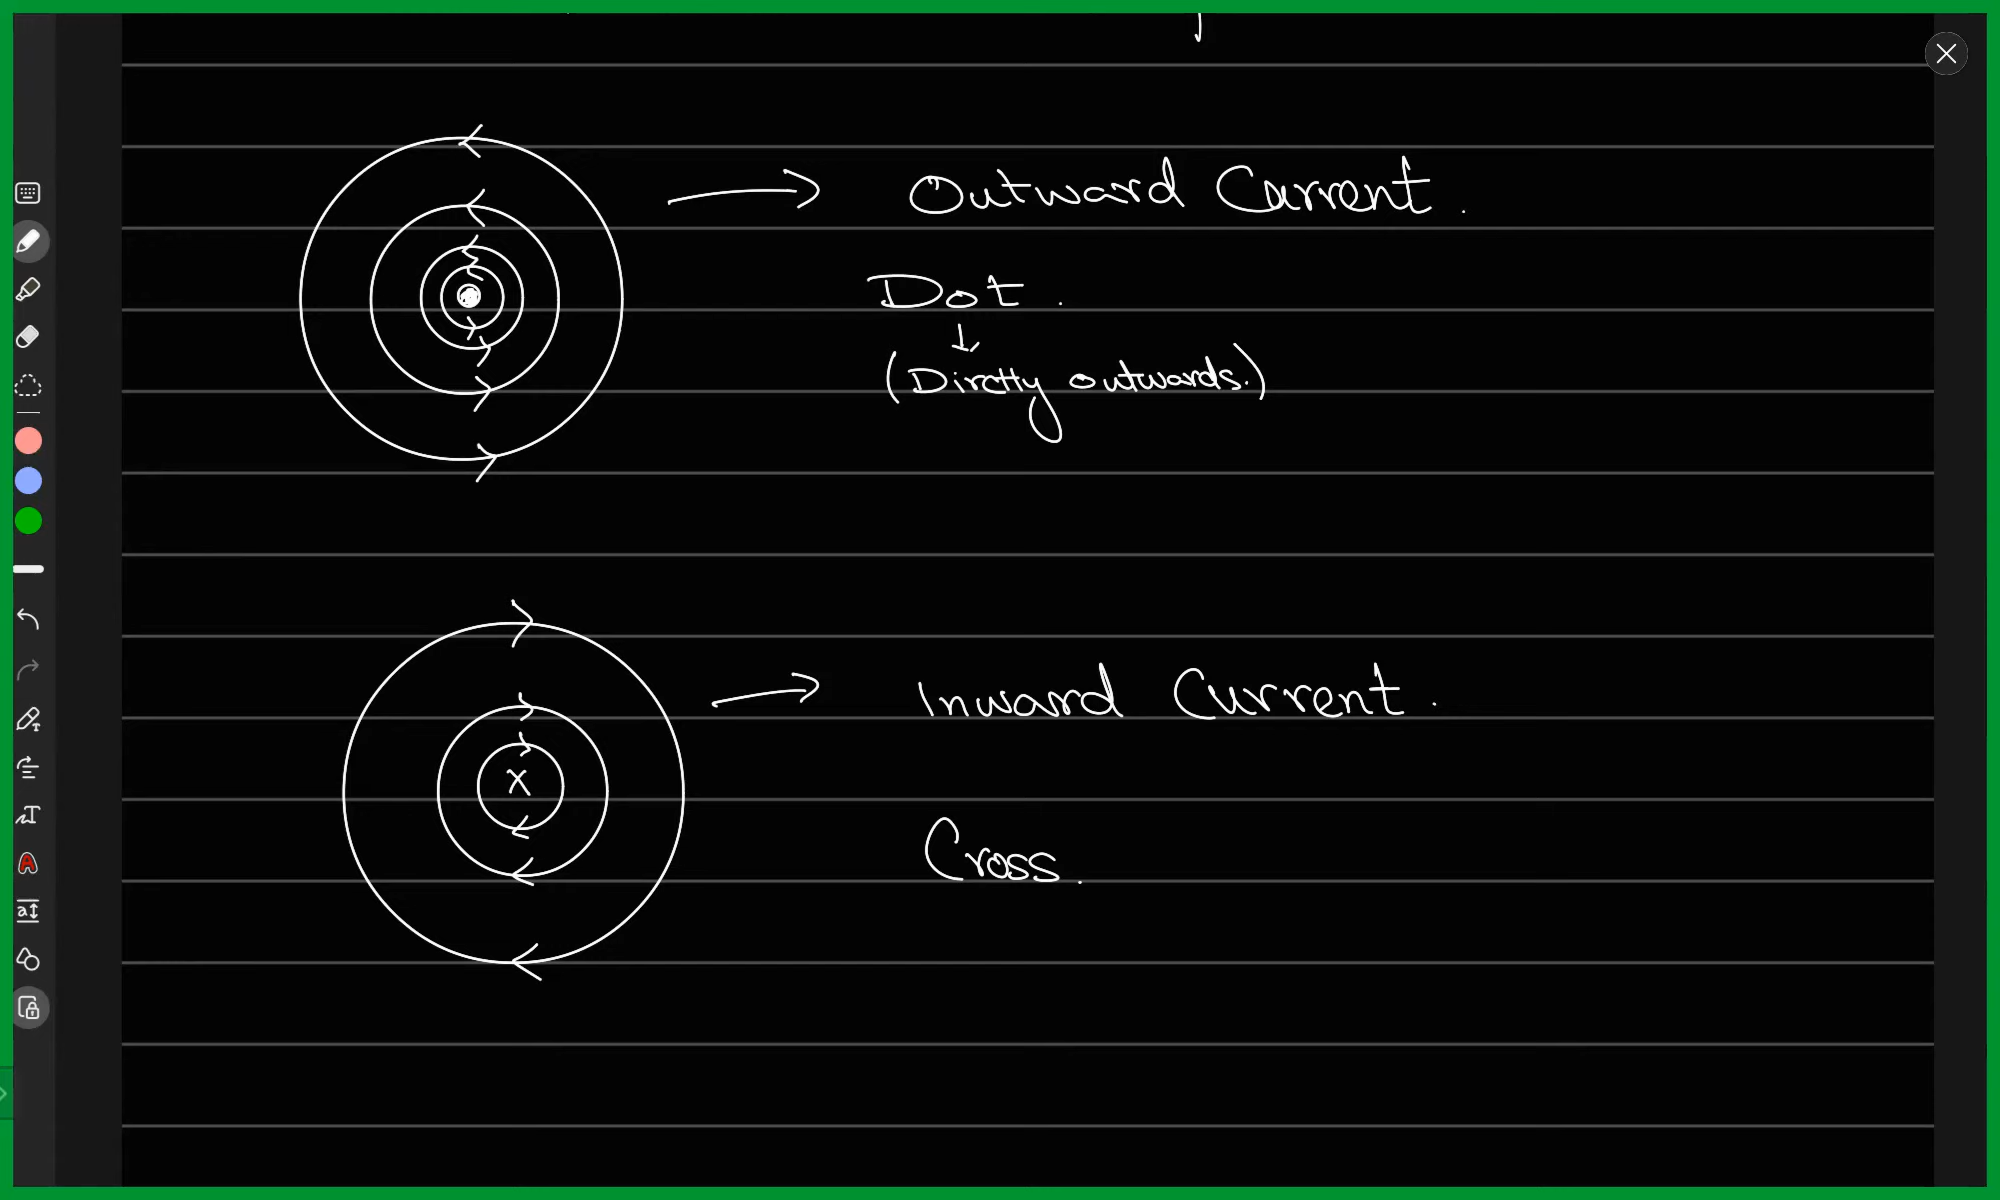 Outward Current.
Dot.
(Dirctly outwards.)
x
Inward Current.
Cross.